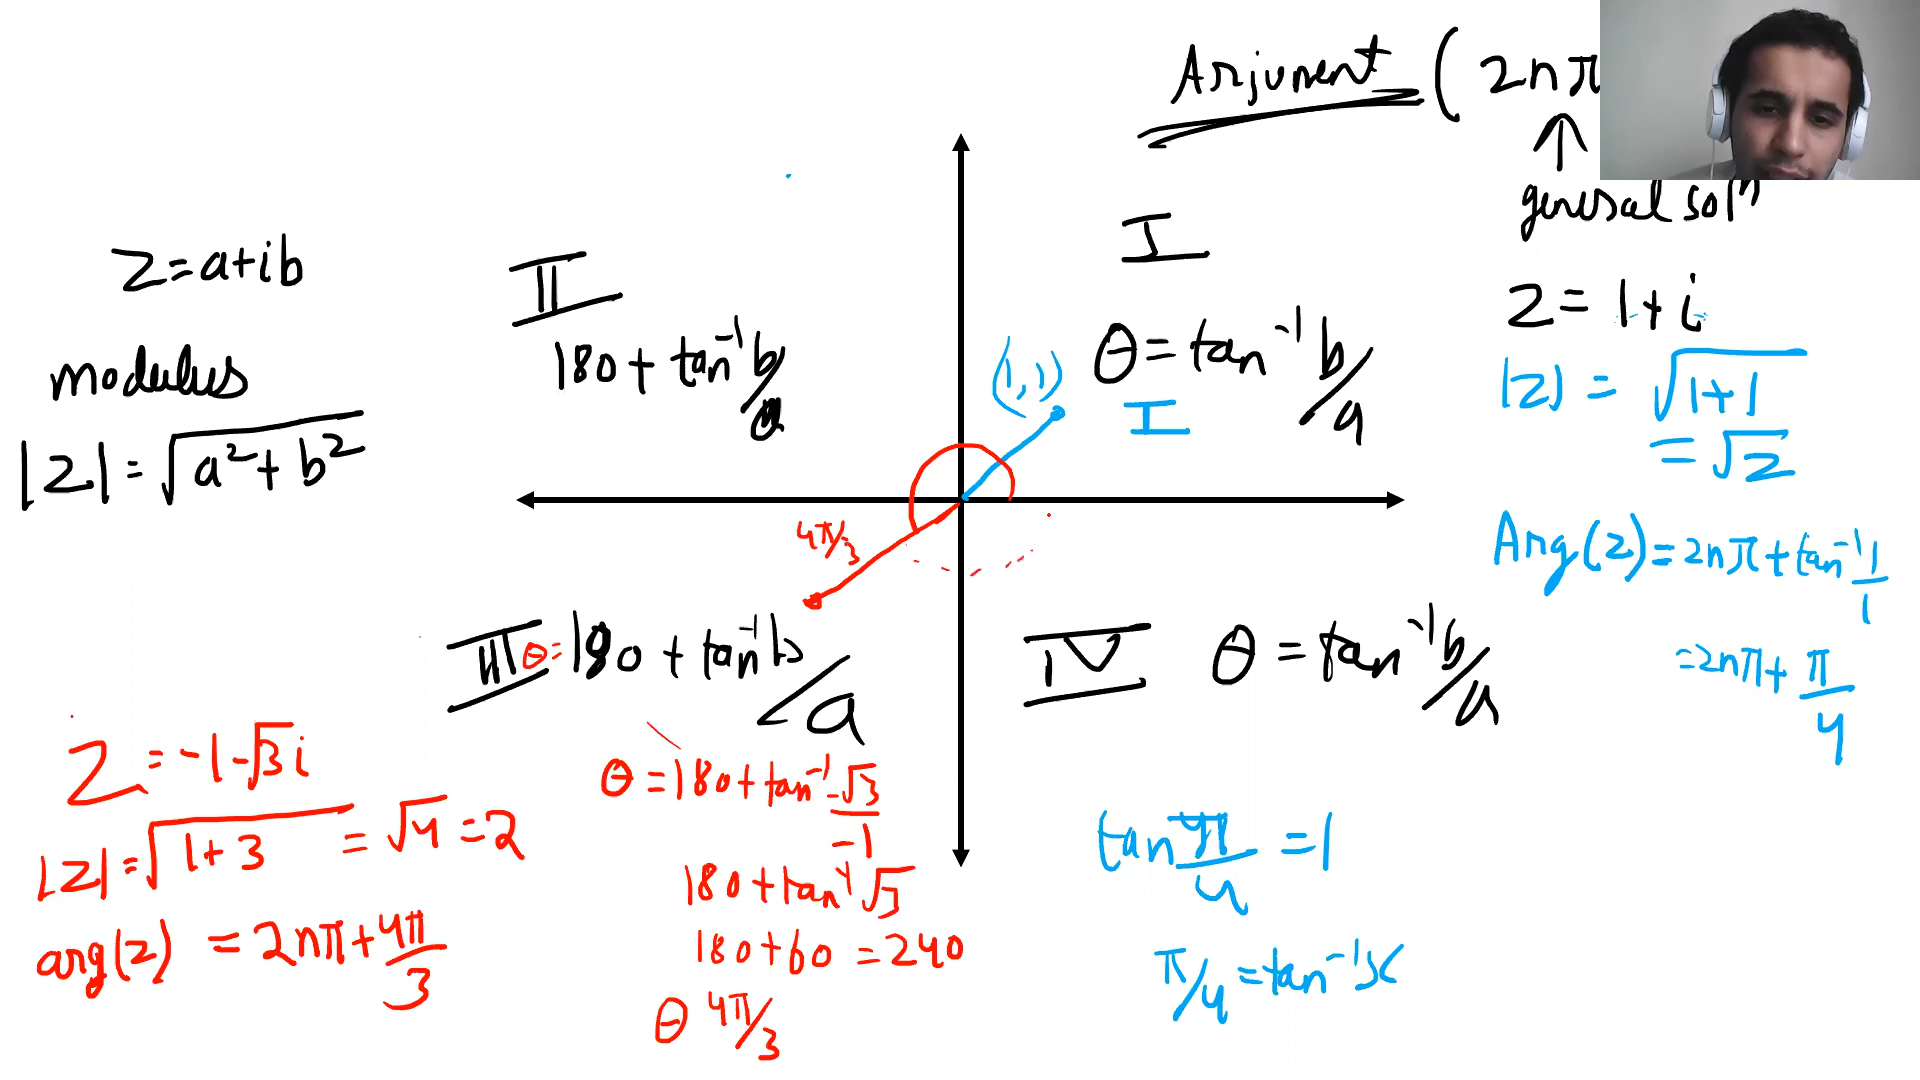 Arjument ( 2nπ
↑
general solⁿ
z = a+ib
modulus
|z| = √a²+b²
II
180 + tan⁻¹ b/a
I
θ = tan⁻¹ b/a
(1,1)
I
z = 1+i
|z| = √1+1
= √2
Arg(z) = 2nπ + tan⁻¹ 1/1
= 2nπ + π/4
4π/3
III θ = 180 + tan⁻¹ b/a
IV θ = tan⁻¹ b/a
z = -1-√3i
|z| = √1+3 = √4 = 2
arg(z) = 2nπ + 4π/3
θ = 180 + tan⁻¹ -√3/-1
180 + tan⁻¹ √3
180 + 60 = 240
θ 4π/3
tan π/4 = 1
π/4 = tan⁻¹ x